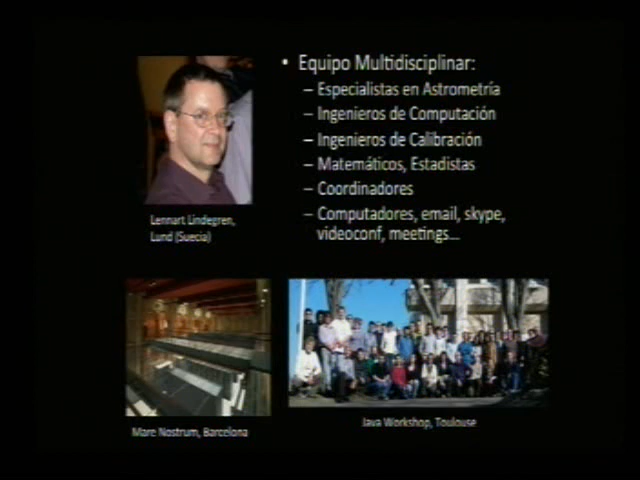 • Equipo Multidisciplinar:
– Especialistas en Astrometría
– Ingenieros de Computación
– Ingenieros de Calibración
– Matemáticos, Estadistas
– Coordinadores
– Computadores, email, skype,
videoconf, meetings...
Lennart Lindegren,
Lund (Suecia)
Mare Nostrum, Barcelona
Java Workshop, Toulouse